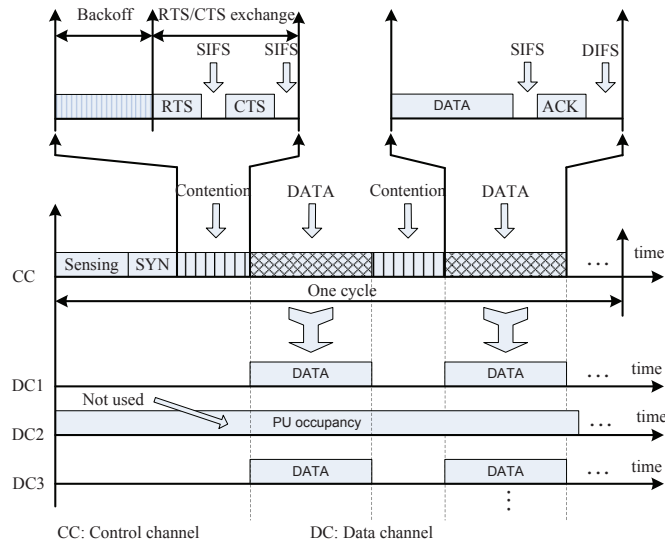 Backoff RTS/CTS exchange
SIFS SIFS SIFS DIFS
RTS CTS DATA ACK
Contention DATA Contention DATA
time
Sensing SYN ...
CC
One cycle
DATA DATA ... time
DC1
Not used
PU occupancy ... time
DC2
DATA DATA ... time
DC3
CC: Control channel DC: Data channel